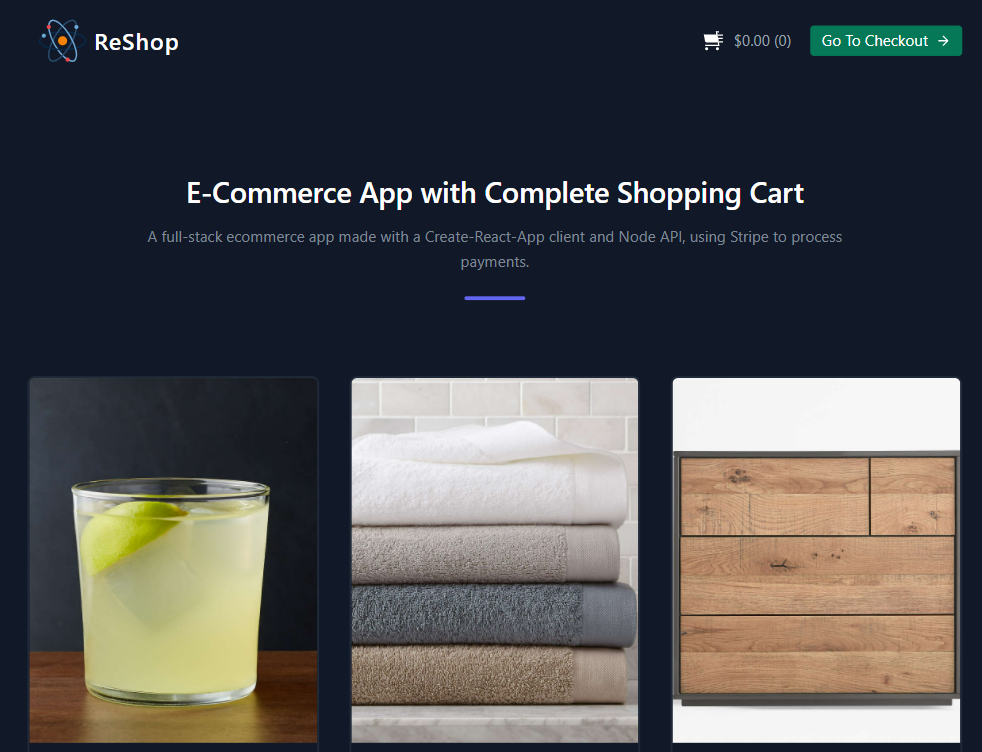 ReShop
$0.00 (0)
Go To Checkout →
E-Commerce App with Complete Shopping Cart
A full-stack ecommerce app made with a Create-React-App client and Node API, using Stripe to process
payments.